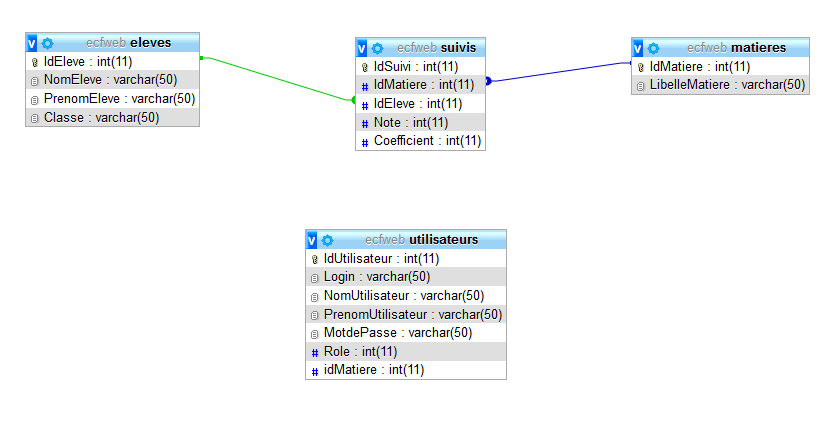 v ecfweb eleves
IdEleve : int(11)
NomEleve : varchar(50)
PrenomEleve : varchar(50)
Classe : varchar(50)
v ecfweb suivis
IdSuivi : int(11)
# IdMatiere : int(11)
# IdEleve : int(11)
# Note : int(11)
# Coefficient : int(11)
v ecfweb matieres
IdMatiere : int(11)
LibelleMatiere : varchar(50)
v ecfweb utilisateurs
IdUtilisateur : int(11)
Login : varchar(50)
NomUtilisateur : varchar(50)
PrenomUtilisateur : varchar(50)
MotdePasse : varchar(50)
# Role : int(11)
# idMatiere : int(11)